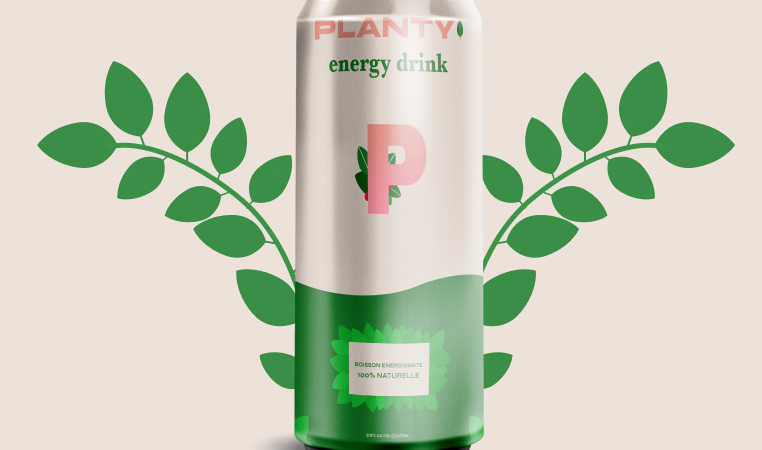 PLANTY
energy drink
P
BOISSON ENERGISANTE
100% NATURELLE